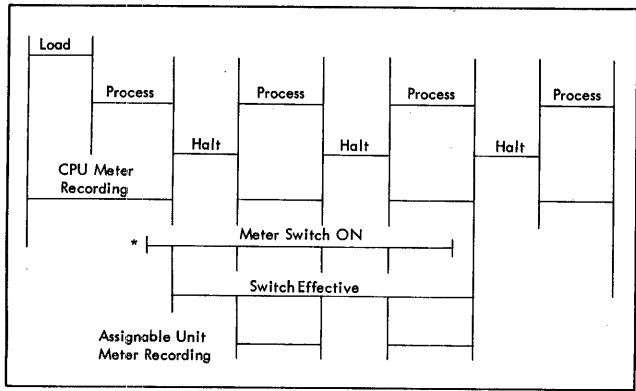 Load
Process
Process
Process
Process
Halt
Halt
Halt
CPU Meter
Recording
* Meter Switch ON
Switch Effective
Assignable Unit
Meter Recording